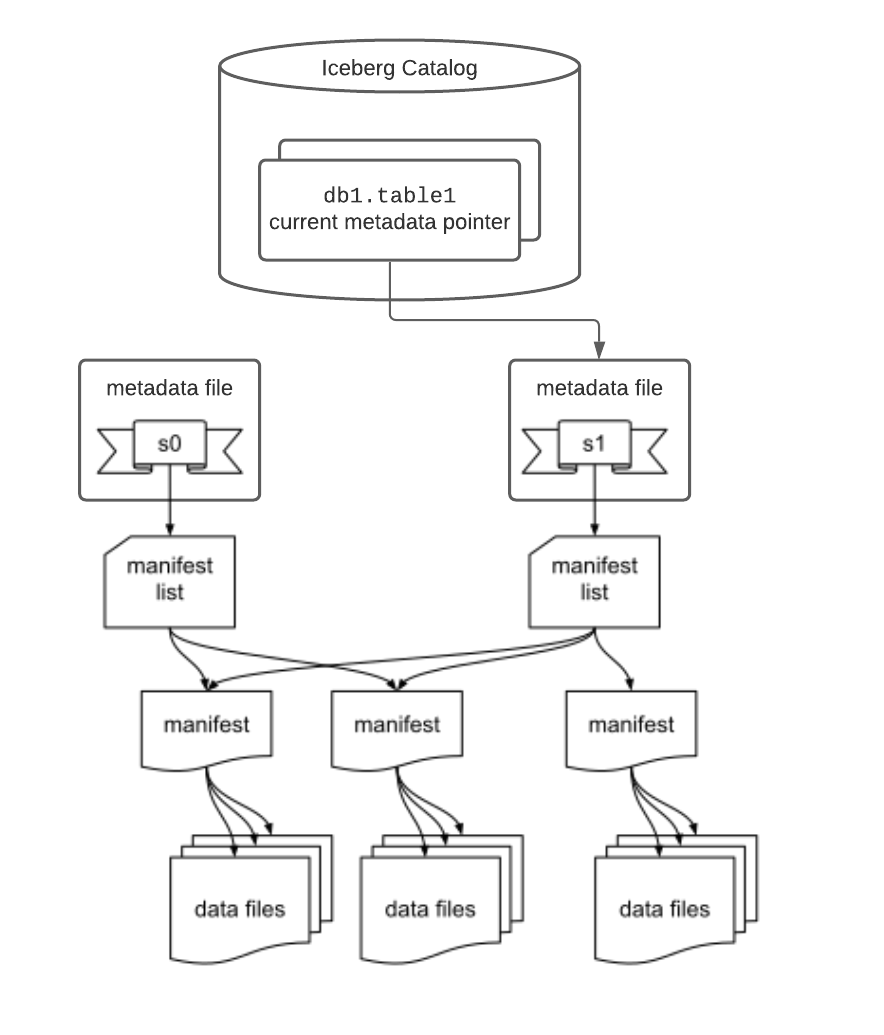 Iceberg Catalog
db1.table1
current metadata pointer
metadata file
s0
metadata file
s1
manifest
list
manifest
list
manifest
manifest
manifest
data files
data files
data files